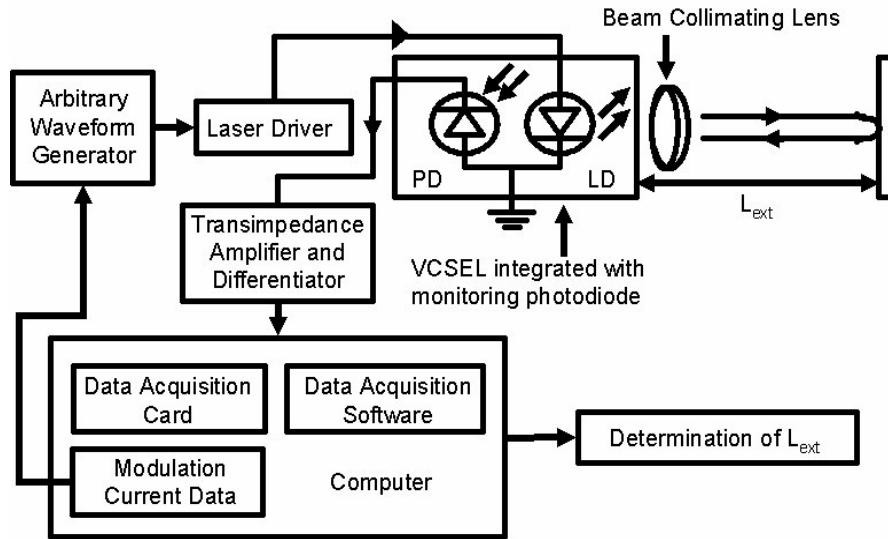 Beam Collimating Lens
Arbitrary
Waveform
Generator
Laser Driver
PD
LD
L_ext
Transimpedance
Amplifier and
Differentiator
VCSEL integrated with
monitoring photodiode
Data Acquisition
Card
Data Acquisition
Software
Modulation
Current Data
Computer
Determination of L_ext